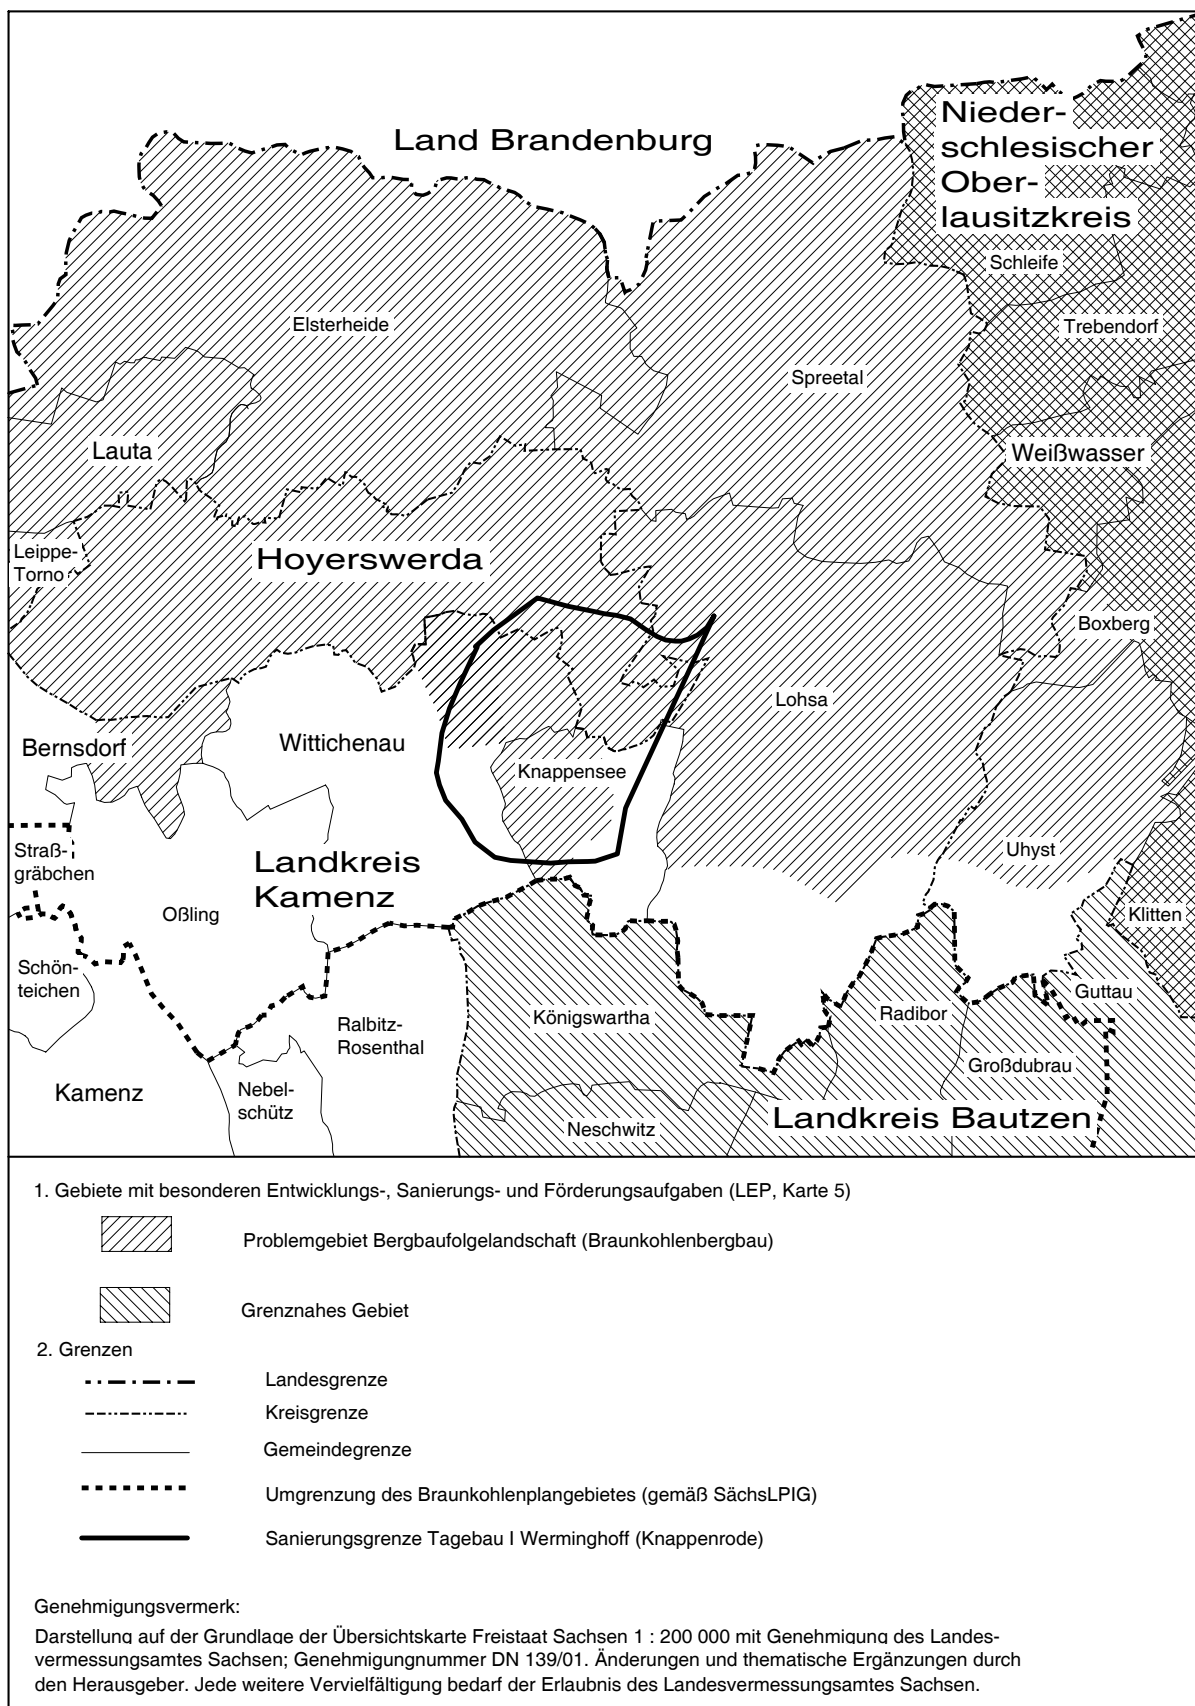 Land Brandenburg
Nieder-
schlesischer
Ober-
lausitzkreis
Schleife
Elsterheide
Trebendorf
Spreetal
Lauta
Weißwasser
Leippe-
Torno
Hoyerswerda
Boxberg
Lohsa
Bernsdorf
Wittichenau
Knappensee
Straß-
gräbchen
Landkreis
Kamenz
Uhyst
Oßling
Klitten
Schön-
teichen
Guttau
Königswartha
Radibor
Ralbitz-
Rosenthal
Großdubrau
Kamenz
Nebel-
schütz
Neschwitz
Landkreis Bautzen
1. Gebiete mit besonderen Entwicklungs-, Sanierungs- und Förderungsaufgaben (LEP, Karte 5)
Problemgebiet Bergbaufolgelandschaft (Braunkohlenbergbau)
Grenznahes Gebiet
2. Grenzen
Landesgrenze
Kreisgrenze
Gemeindegrenze
Umgrenzung des Braunkohlenplangebietes (gemäß SächsLPlG)
Sanierungsgrenze Tagebau I Werminghoff (Knappenrode)
Genehmigungsvermerk:
Darstellung auf der Grundlage der Übersichtskarte Freistaat Sachsen 1 : 200 000 mit Genehmigung des Landes-
vermessungsamtes Sachsen; Genehmigungnummer DN 139/01. Änderungen und thematische Ergänzungen durch
den Herausgeber. Jede weitere Vervielfältigung bedarf der Erlaubnis des Landesvermessungsamtes Sachsen.